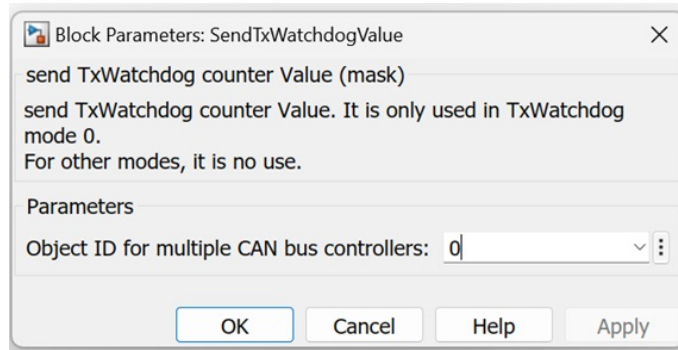 Block Parameters: SendTxWatchdogValue
send TxWatchdog counter Value (mask)
send TxWatchdog counter Value. It is only used in TxWatchdog
mode 0.
For other modes, it is no use.
Parameters
Object ID for multiple CAN bus controllers: 0
OK Cancel Help Apply